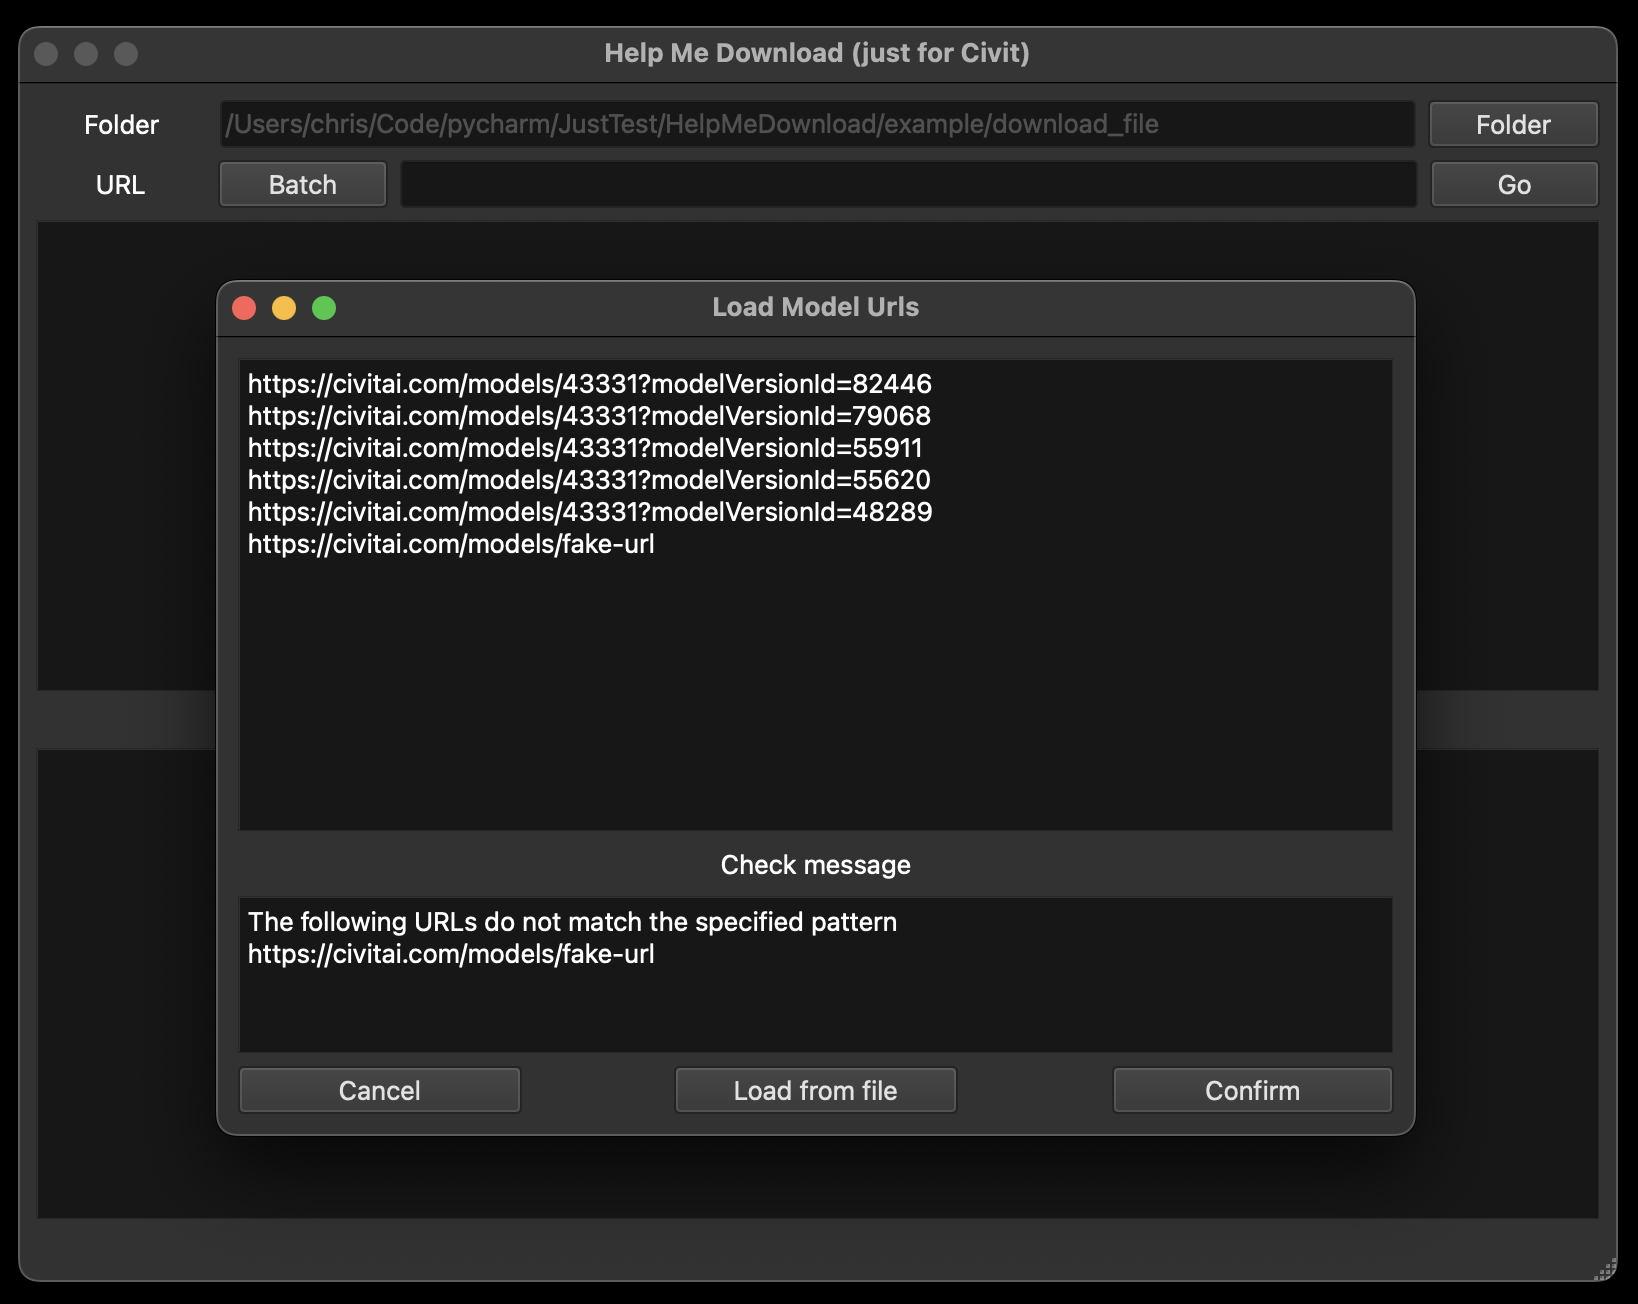 Help Me Download (just for Civit)
Folder /Users/chris/Code/pycharm/JustTest/HelpMeDownload/example/download_file Folder
URL Batch Go
Load Model Urls
https://civitai.com/models/43331?modelVersionId=82446
https://civitai.com/models/43331?modelVersionId=79068
https://civitai.com/models/43331?modelVersionId=55911
https://civitai.com/models/43331?modelVersionId=55620
https://civitai.com/models/43331?modelVersionId=48289
https://civitai.com/models/fake-url
Check message
The following URLs do not match the specified pattern
https://civitai.com/models/fake-url
Cancel Load from file Confirm